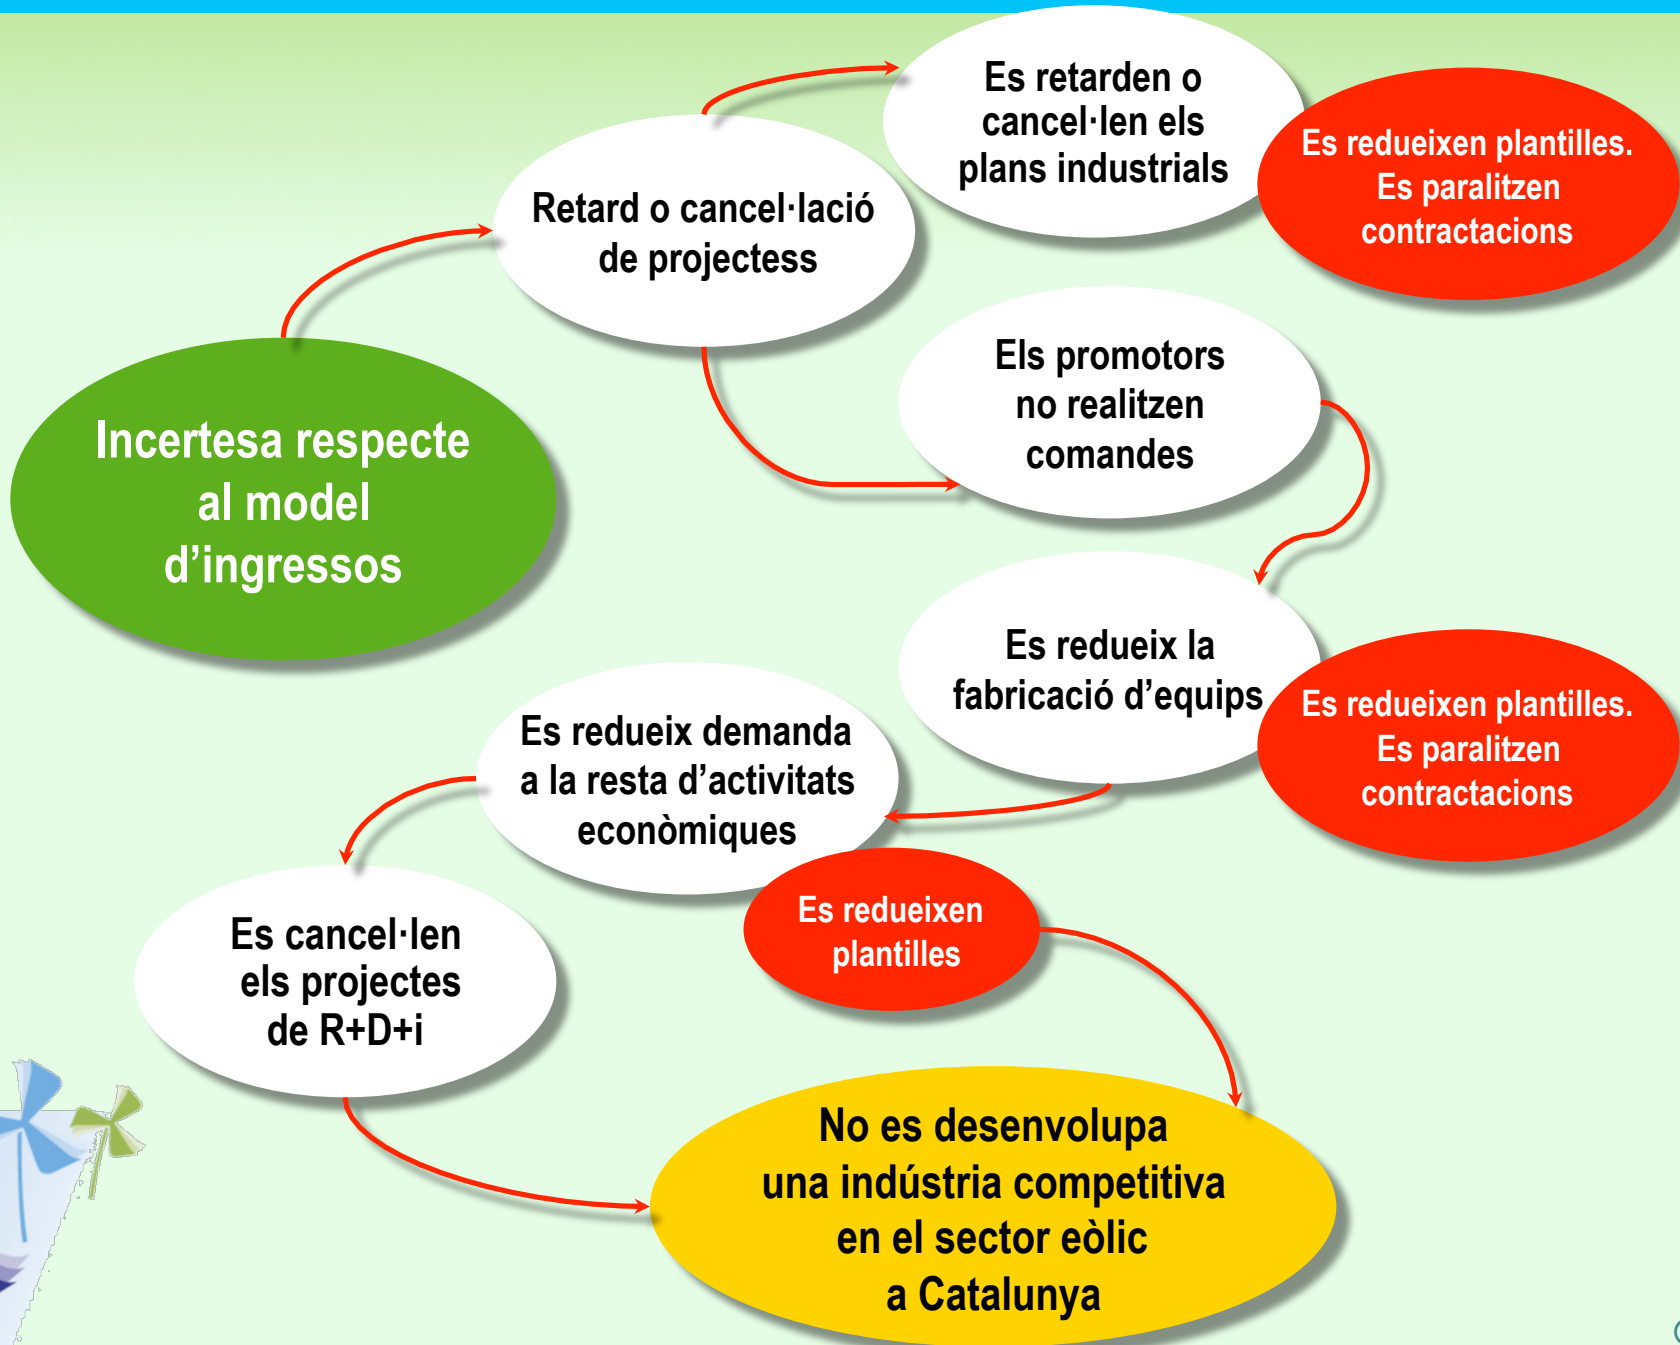 Es retarden o
cancel·len els
plans industrials
Es redueixen plantilles.
Es paralitzen
contractacions
Retard o cancel·lació
de projectess
Els promotors
no realitzen
comandes
Incertesa respecte
al model
d’ingressos
Es redueix la
fabricació d’equips
Es redueixen plantilles.
Es paralitzen
contractacions
Es redueix demanda
a la resta d’activitats
econòmiques
Es redueixen
plantilles
Es cancel·len
els projectes
de R+D+i
No es desenvolupa
una indústria competitiva
en el sector eòlic
a Catalunya